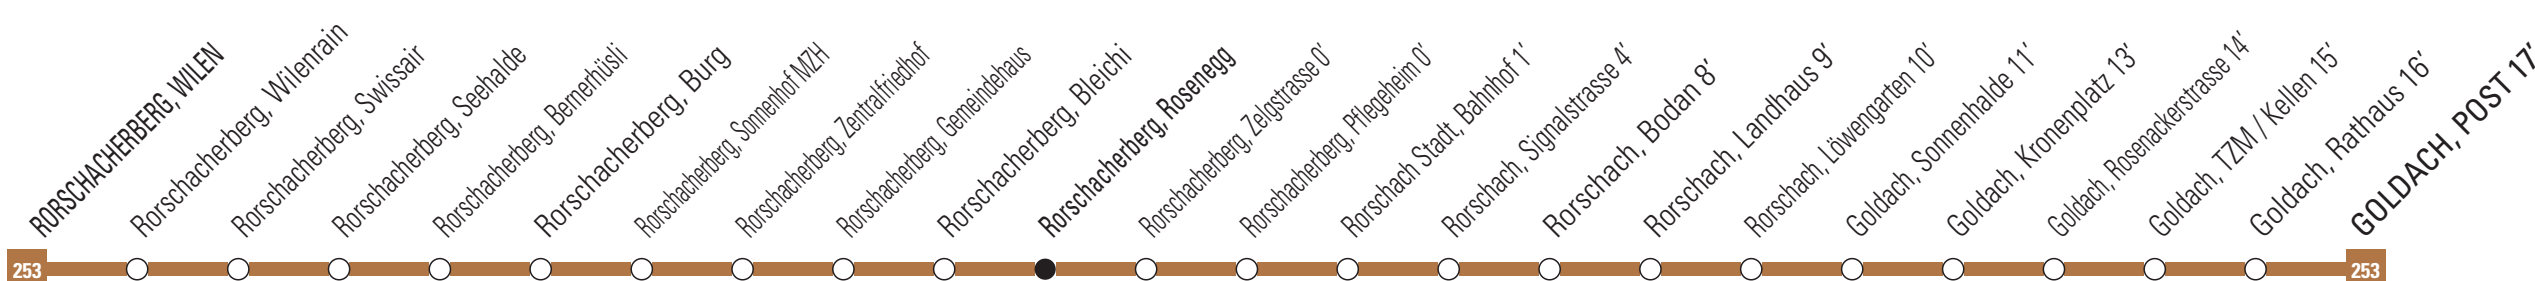 RORSCHACHERBERG, WILEN
Rorschacherberg, Wilenrain
Rorschacherberg, Swissair
Rorschacherberg, Seehalde
Rorschacherberg, Bernerhüsli
Rorschacherberg, Burg
Rorschacherberg, Sonnenhof MZH
Rorschacherberg, Zentralfriedhof
Rorschacherberg, Gemeindehaus
Rorschacherberg, Bleichi
Rorschacherberg, Rosenegg
Rorschacherberg, Zelgstrasse 0′
Rorschacherberg, Pflegeheim 0′
Rorschach Stadt, Bahnhof 1′
Rorschach, Signalstrasse 4′
Rorschach, Bodan 8′
Rorschach, Landhaus 9′
Rorschach, Löwengarten 10′
Goldach, Sonnenhalde 11′
Goldach, Kronenplatz 13′
Goldach, Rosenackerstrasse 14′
Goldach, TZM / Kellen 15′
Goldach, Rathaus 16′
GOLDACH, POST 17′
253
253